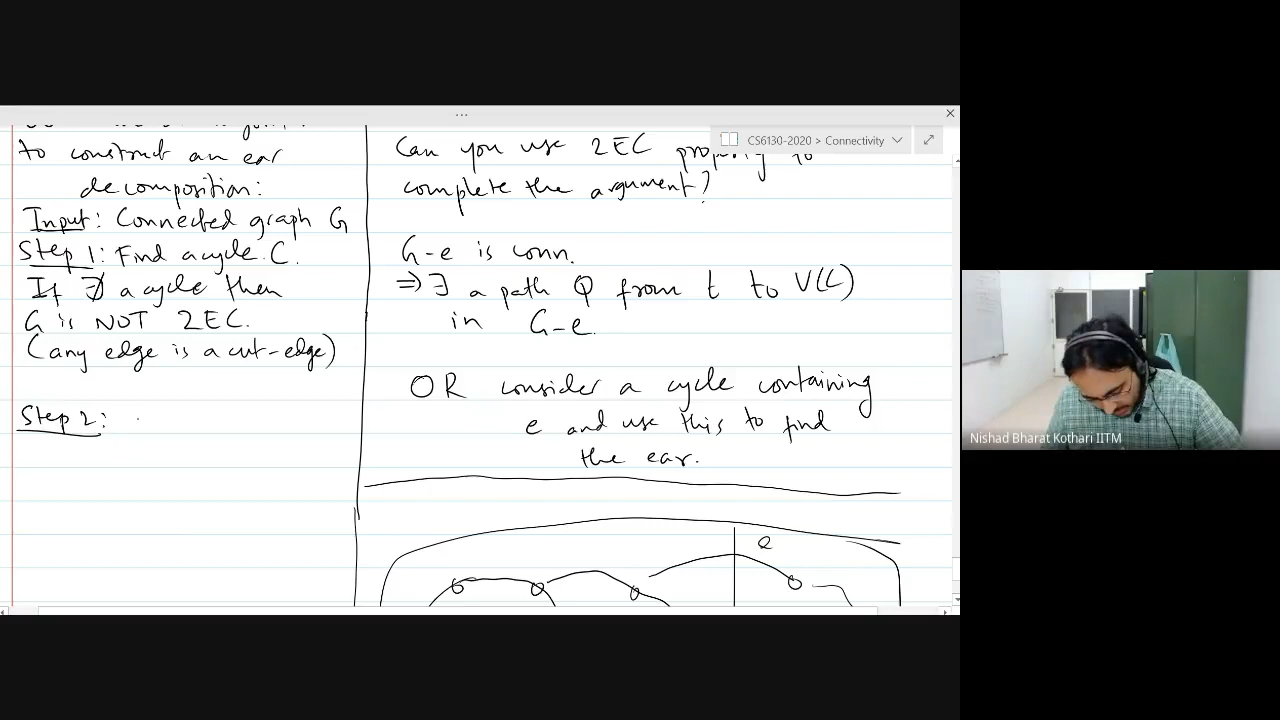 CS6130-2020 > Connectivity
to construct an ear
decomposition:
Input: Connected graph G
Step 1: Find a cycle C.
If ∄ a cycle then
G is NOT 2EC.
(any edge is a cut-edge)
Step 2:
Can you use 2EC property to
complete the argument?
G-e is conn.
⇒ ∃ a path Q from t to V(C)
in G-e.
OR consider a cycle containing
e and use this to find
the ear.
e
Nishad Bharat Kothari IITM